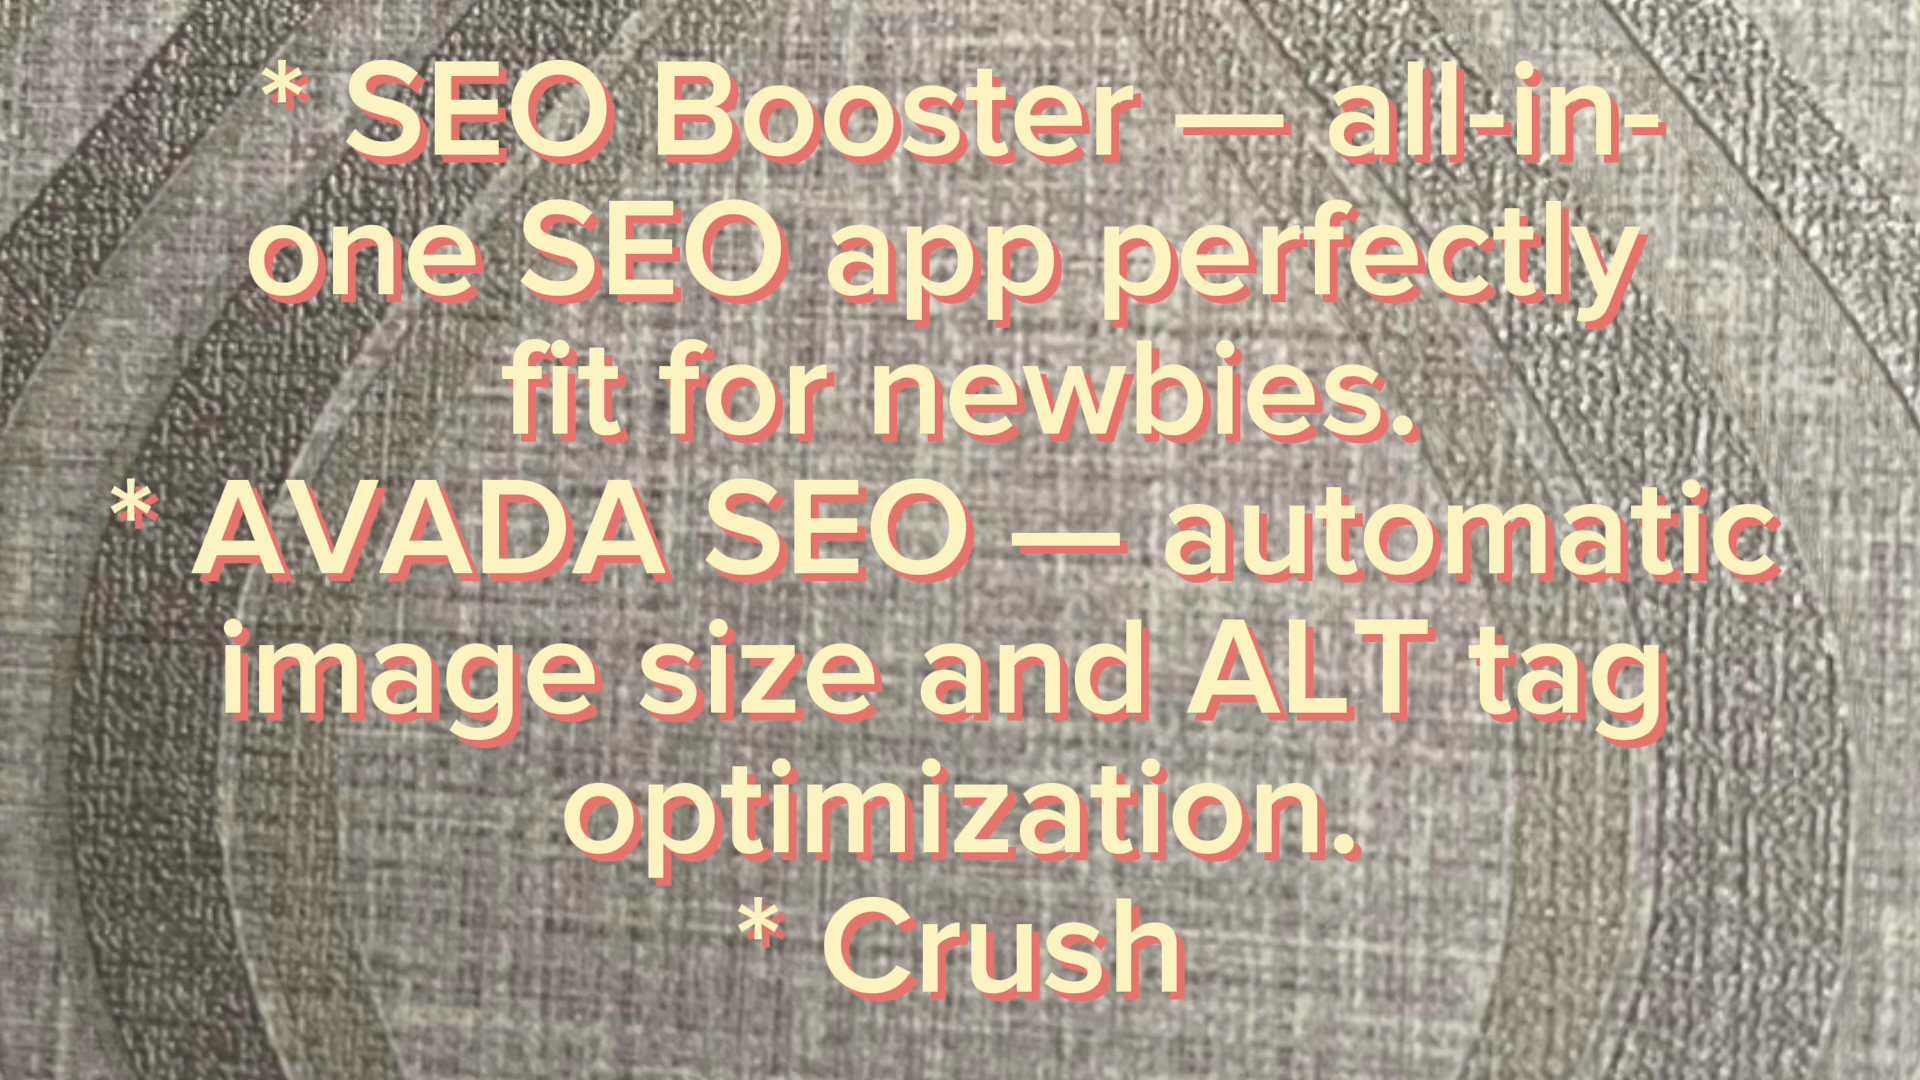 * SEO Booster — all-in-
one SEO app perfectly
fit for newbies.
* AVADA SEO — automatic
image size and ALT tag
optimization.
* Crush